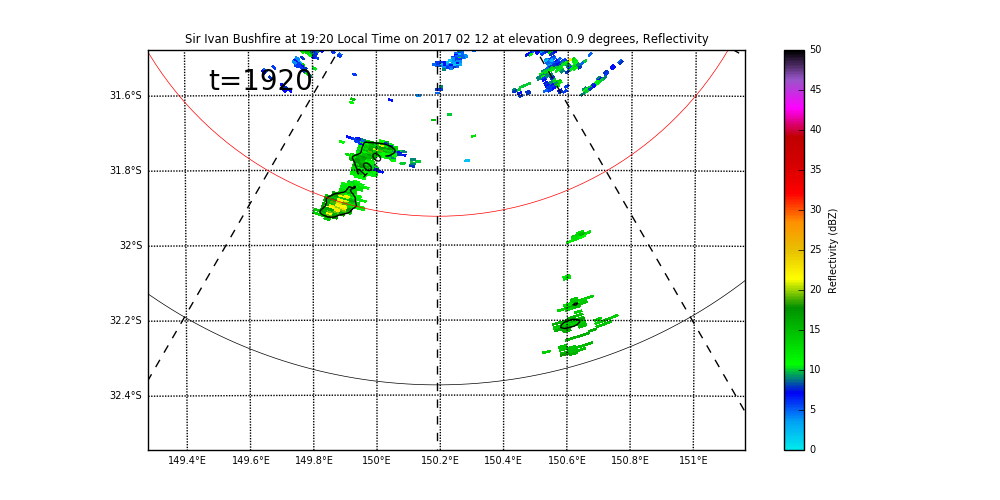 Sir Ivan Bushfire at 19:20 Local Time on 2017 02 12 at elevation 0.9 degrees, Reflectivity
t=1920
31.6°S
31.8°S
32°S
32.2°S
32.4°S
149.4°E 149.6°E 149.8°E 150°E 150.2°E 150.4°E 150.6°E 150.8°E 151°E
50
45
40
35
30
25
20
15
10
5
0
Reflectivity (dBZ)